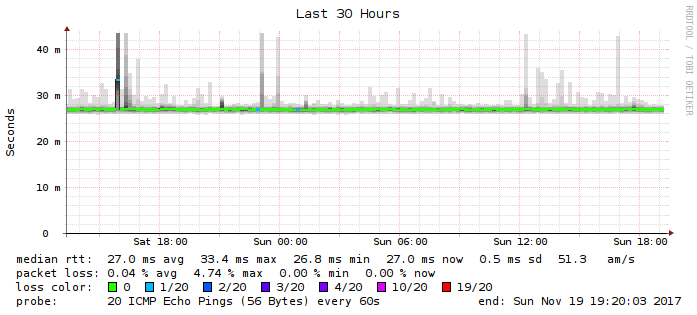 Last 30 Hours
RRDTOOL / TOBI OETIKER
Seconds
40 m
30 m
20 m
10 m
0
Sat 18:00 Sun 00:00 Sun 06:00 Sun 12:00 Sun 18:00
median rtt: 27.0 ms avg 33.4 ms max 26.8 ms min 27.0 ms now 0.5 ms sd 51.3 am/s
packet loss: 0.04 % avg 4.74 % max 0.00 % min 0.00 % now
loss color: 0 1/20 2/20 3/20 4/20 10/20 19/20
probe: 20 ICMP Echo Pings (56 Bytes) every 60s end: Sun Nov 19 19:20:03 2017